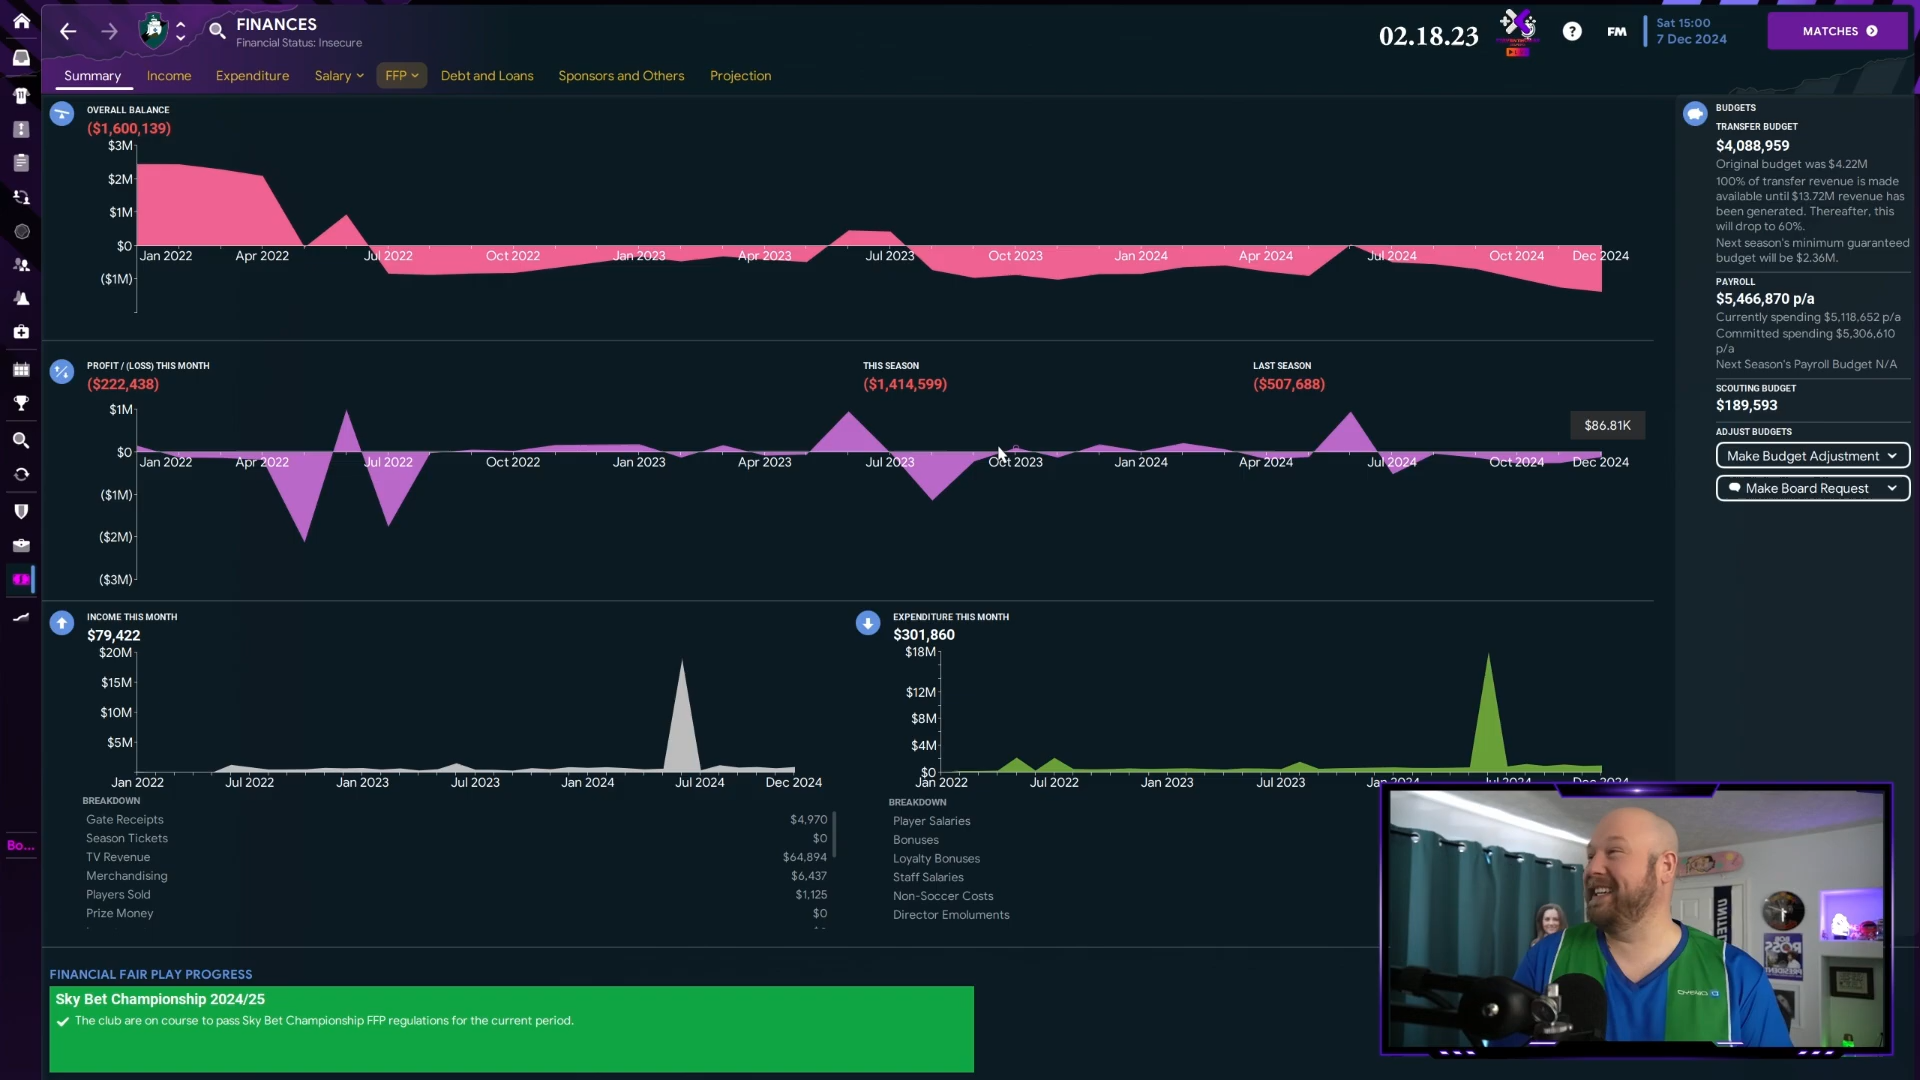 FINANCES
Financial Status: Insecure
02.18.23
FM
Sat 15:00
7 Dec 2024
MATCHES
Summary
Income
Expenditure
Salary
FFP
Debt and Loans
Sponsors and Others
Projection
OVERALL BALANCE
($1,600,139)
$3M
$2M
$1M
$0
($1M)
Jan 2022 Apr 2022 Jul 2022 Oct 2022 Jan 2023 Apr 2023 Jul 2023 Oct 2023 Jan 2024 Apr 2024 Jul 2024 Oct 2024 Dec 2024
PROFIT / (LOSS) THIS MONTH
($222,438)
THIS SEASON
($1,414,599)
LAST SEASON
($507,688)
$86.81K
$1M
$0
($1M)
($2M)
($3M)
Jan 2022 Apr 2022 Jul 2022 Oct 2022 Jan 2023 Apr 2023 Jul 2023 Oct 2023 Jan 2024 Apr 2024 Jul 2024 Oct 2024 Dec 2024
INCOME THIS MONTH
$79,422
$20M
$15M
$10M
$5M
Jan 2022 Jul 2022 Jan 2023 Jul 2023 Jan 2024 Jul 2024 Dec 2024
BREAKDOWN
Gate Receipts $4,970
Season Tickets $0
TV Revenue $64,894
Merchandising $6,437
Players Sold $1,125
Prize Money $0
EXPENDITURE THIS MONTH
$301,860
$18M
$12M
$8M
$4M
$0
Jan 2022 Jul 2022 Jan 2023 Jul 2023 Jan 2024 Jul 2024 Dec 2024
BREAKDOWN
Player Salaries
Bonuses
Loyalty Bonuses
Staff Salaries
Non-Soccer Costs
Director Emoluments
BUDGETS
TRANSFER BUDGET
$4,088,959
Original budget was $4.22M
100% of transfer revenue is made
available until $13.72M revenue has
been generated. Thereafter, this
will drop to 60%.
Next season's minimum guaranteed
budget will be $2.36M.
PAYROLL
$5,466,870 p/a
Currently spending $5,118,652 p/a
Committed spending $5,306,610
p/a
Next Season's Payroll Budget N/A
SCOUTING BUDGET
$189,593
ADJUST BUDGETS
Make Budget Adjustment
Make Board Request
Bo...
FINANCIAL FAIR PLAY PROGRESS
Sky Bet Championship 2024/25
The club are on course to pass Sky Bet Championship FFP regulations for the current period.
UNITED